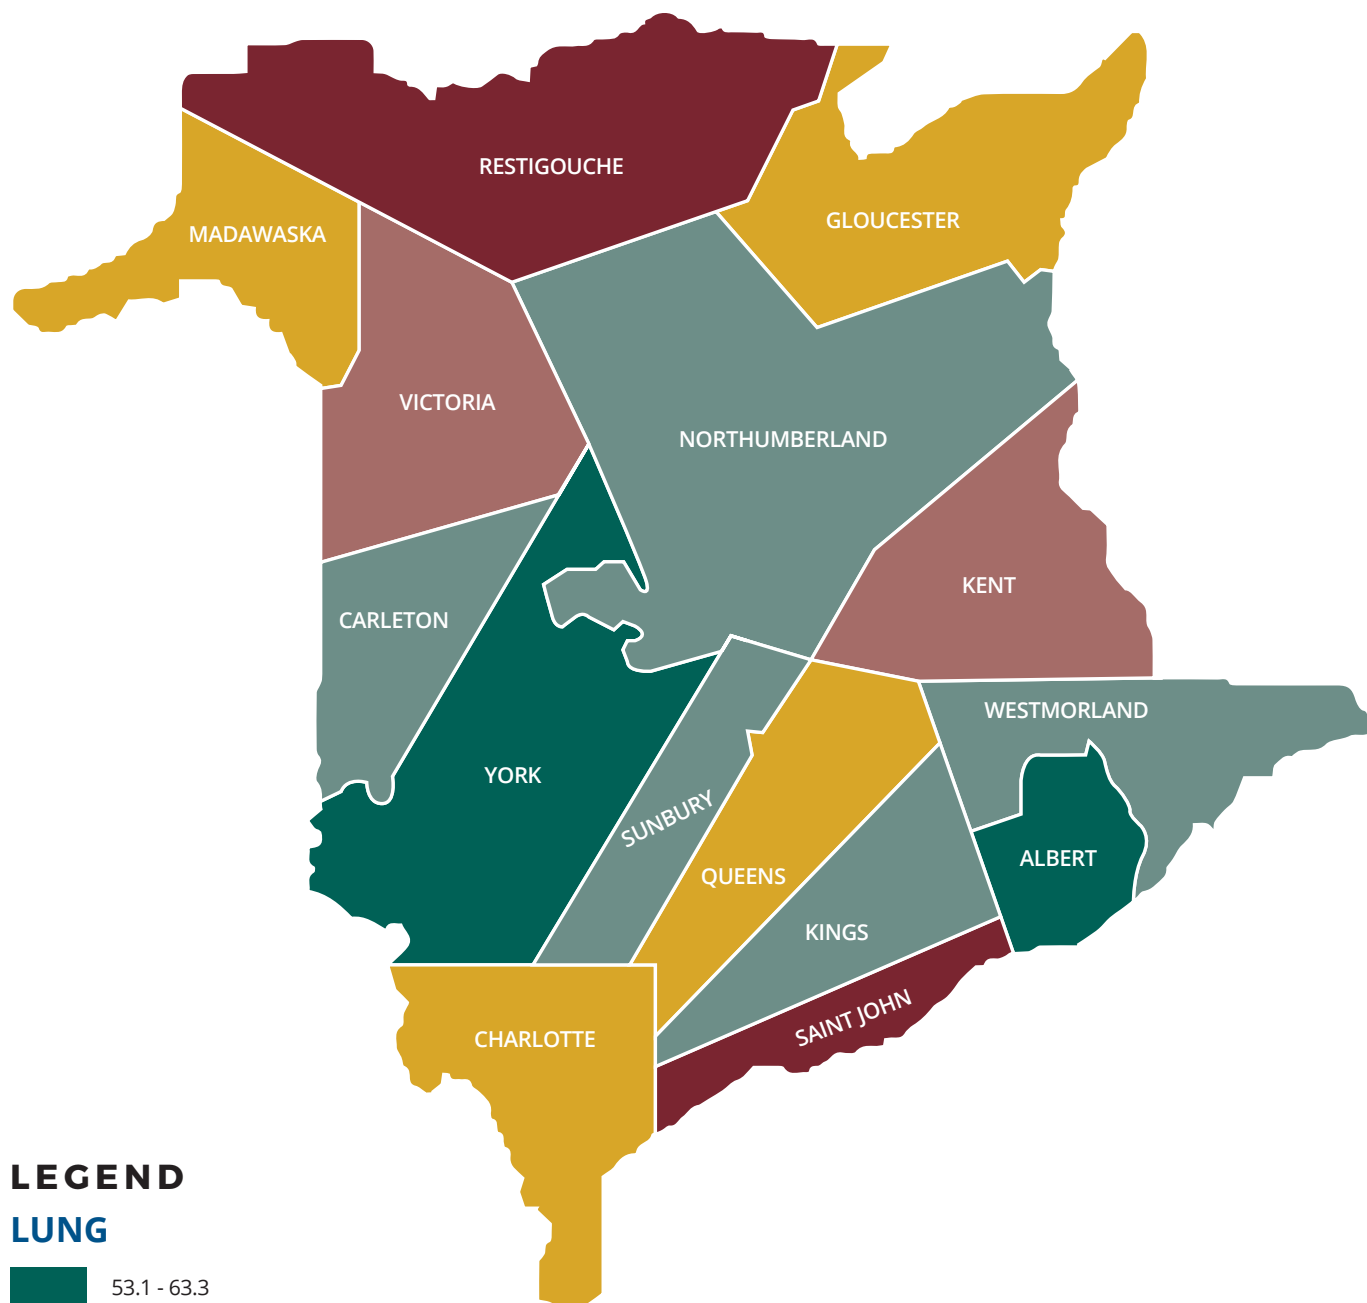 RESTIGOUCHE
GLOUCESTER
MADAWASKA
VICTORIA
NORTHUMBERLAND
KENT
CARLETON
WESTMORLAND
YORK
SUNBURY
ALBERT
QUEENS
KINGS
SAINT JOHN
CHARLOTTE
LEGEND
LUNG
53.1 - 63.3